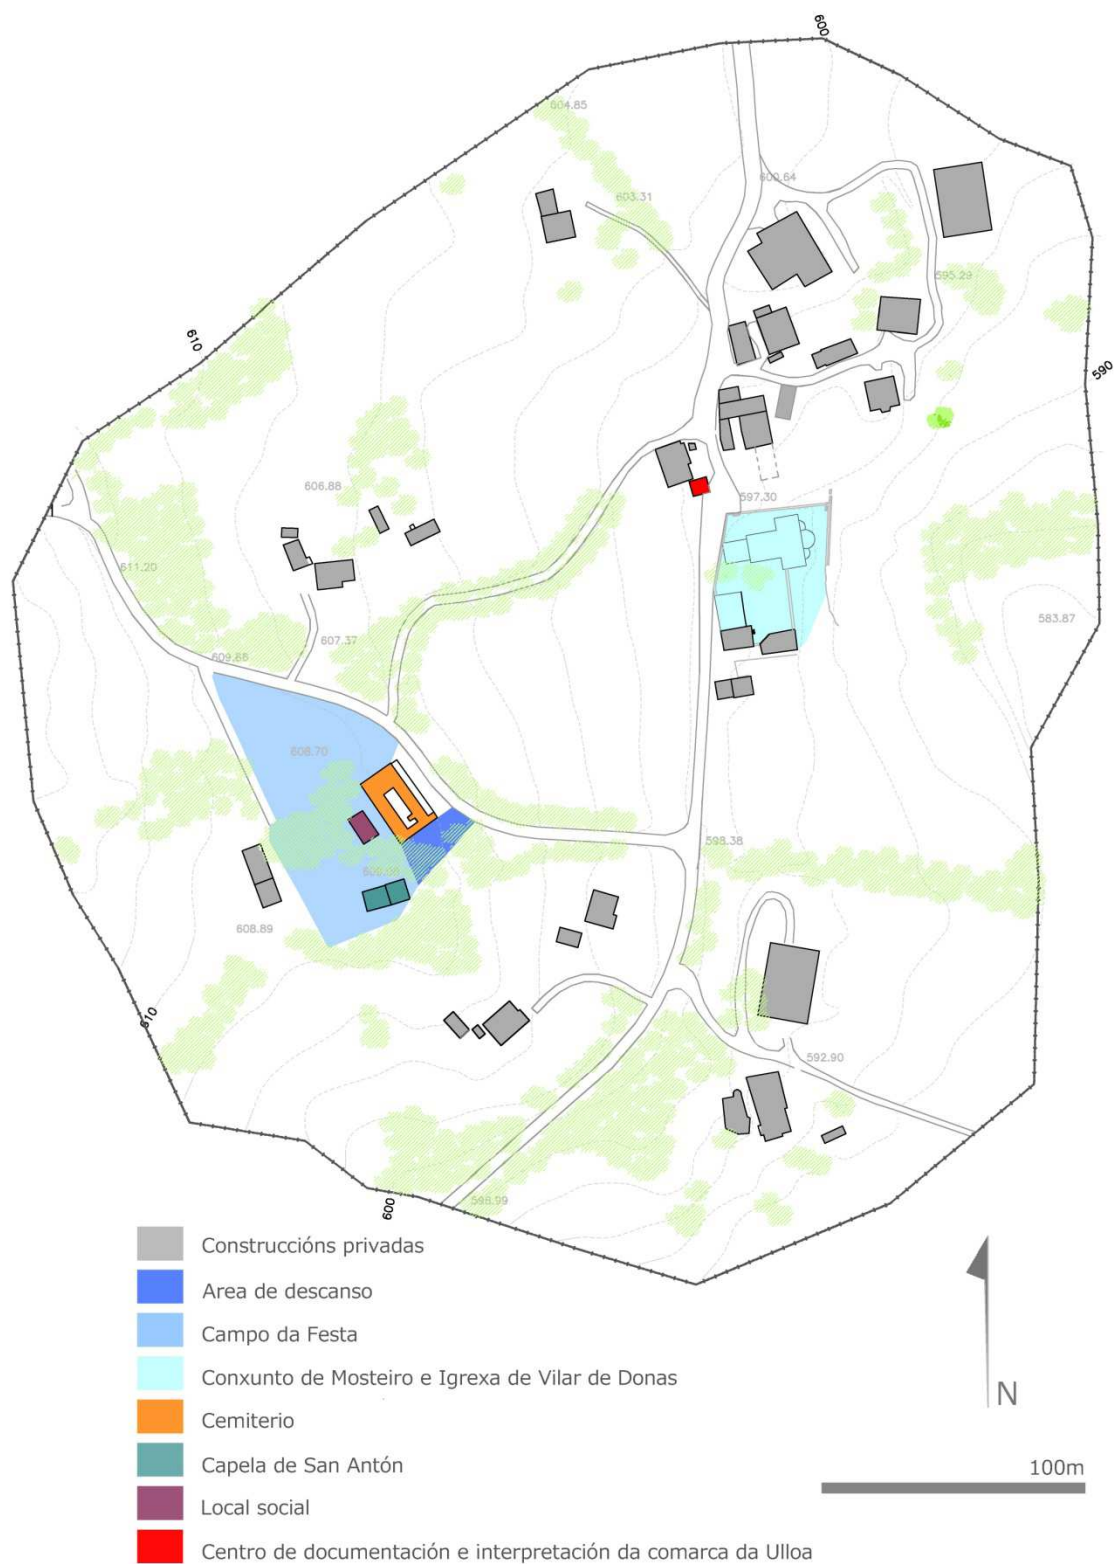 600
604.85
600.64
603.31
595.29
610
590
606.88
597.30
611.20
583.87
607.37
609.66
608.70
598.38
608.89
610
592.90
598.99
600
Construccións privadas
Area de descanso
Campo da Festa
Conxunto de Mosteiro e Igrexa de Vilar de Donas
Cemiterio
Capela de San Antón
Local social
Centro de documentación e interpretación da comarca da Ulloa
N
100m